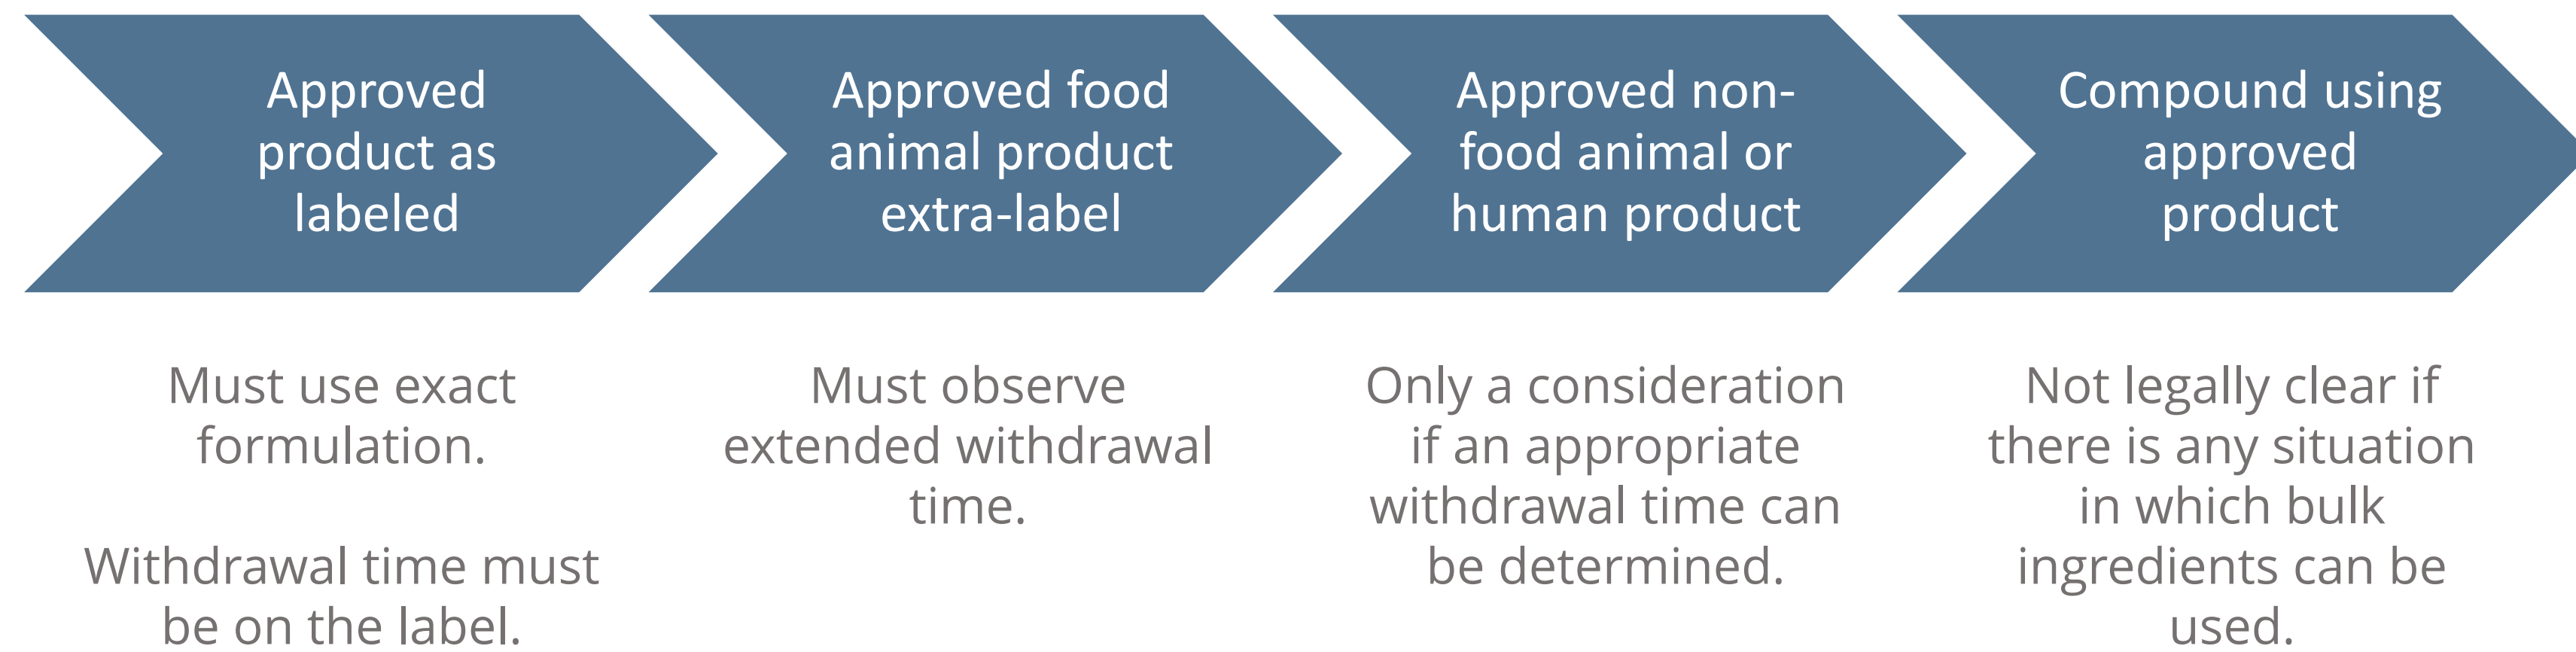 Approved
product as
labeled
Must use exact
formulation.
Withdrawal time must
be on the label.
Approved food
animal product
extra-label
Must observe
extended withdrawal
time.
Approved non-
food animal or
human product
Only a consideration
if an appropriate
withdrawal time can
be determined.
Compound using
approved
product
Not legally clear if
there is any situation
in which bulk
ingredients can be
used.